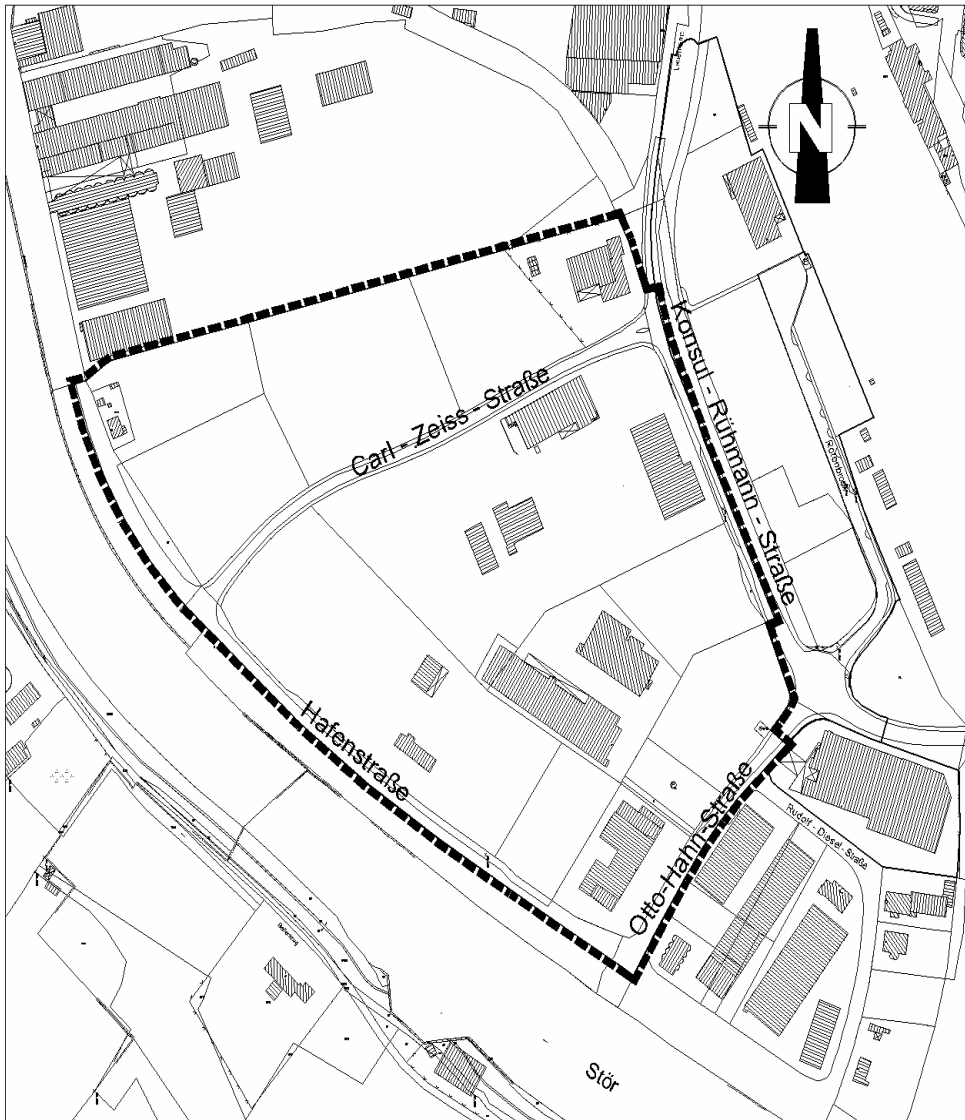 N
Konsul - Rühmann - Straße
Carl - Zeiss - Straße
Hafenstraße
Otto-Hahn-Straße
Rudolf - Diesel - Straße
Stör